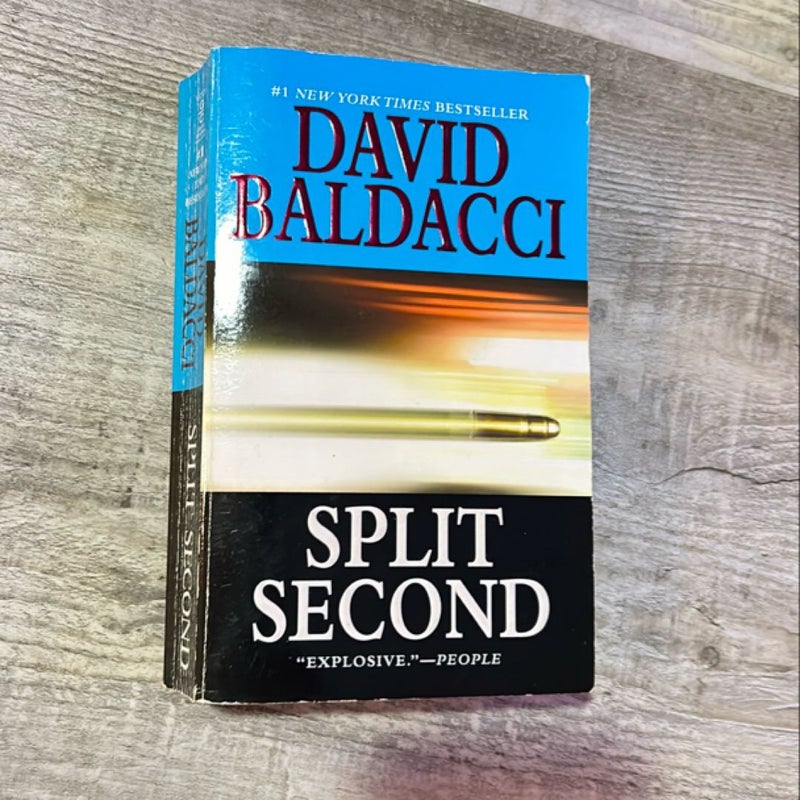 #1 NEW YORK TIMES BESTSELLER
DAVID
BALDACCI
SPLIT
SECOND
“EXPLOSIVE.”—PEOPLE
DAVID
BALDACCI
SPLIT SECOND